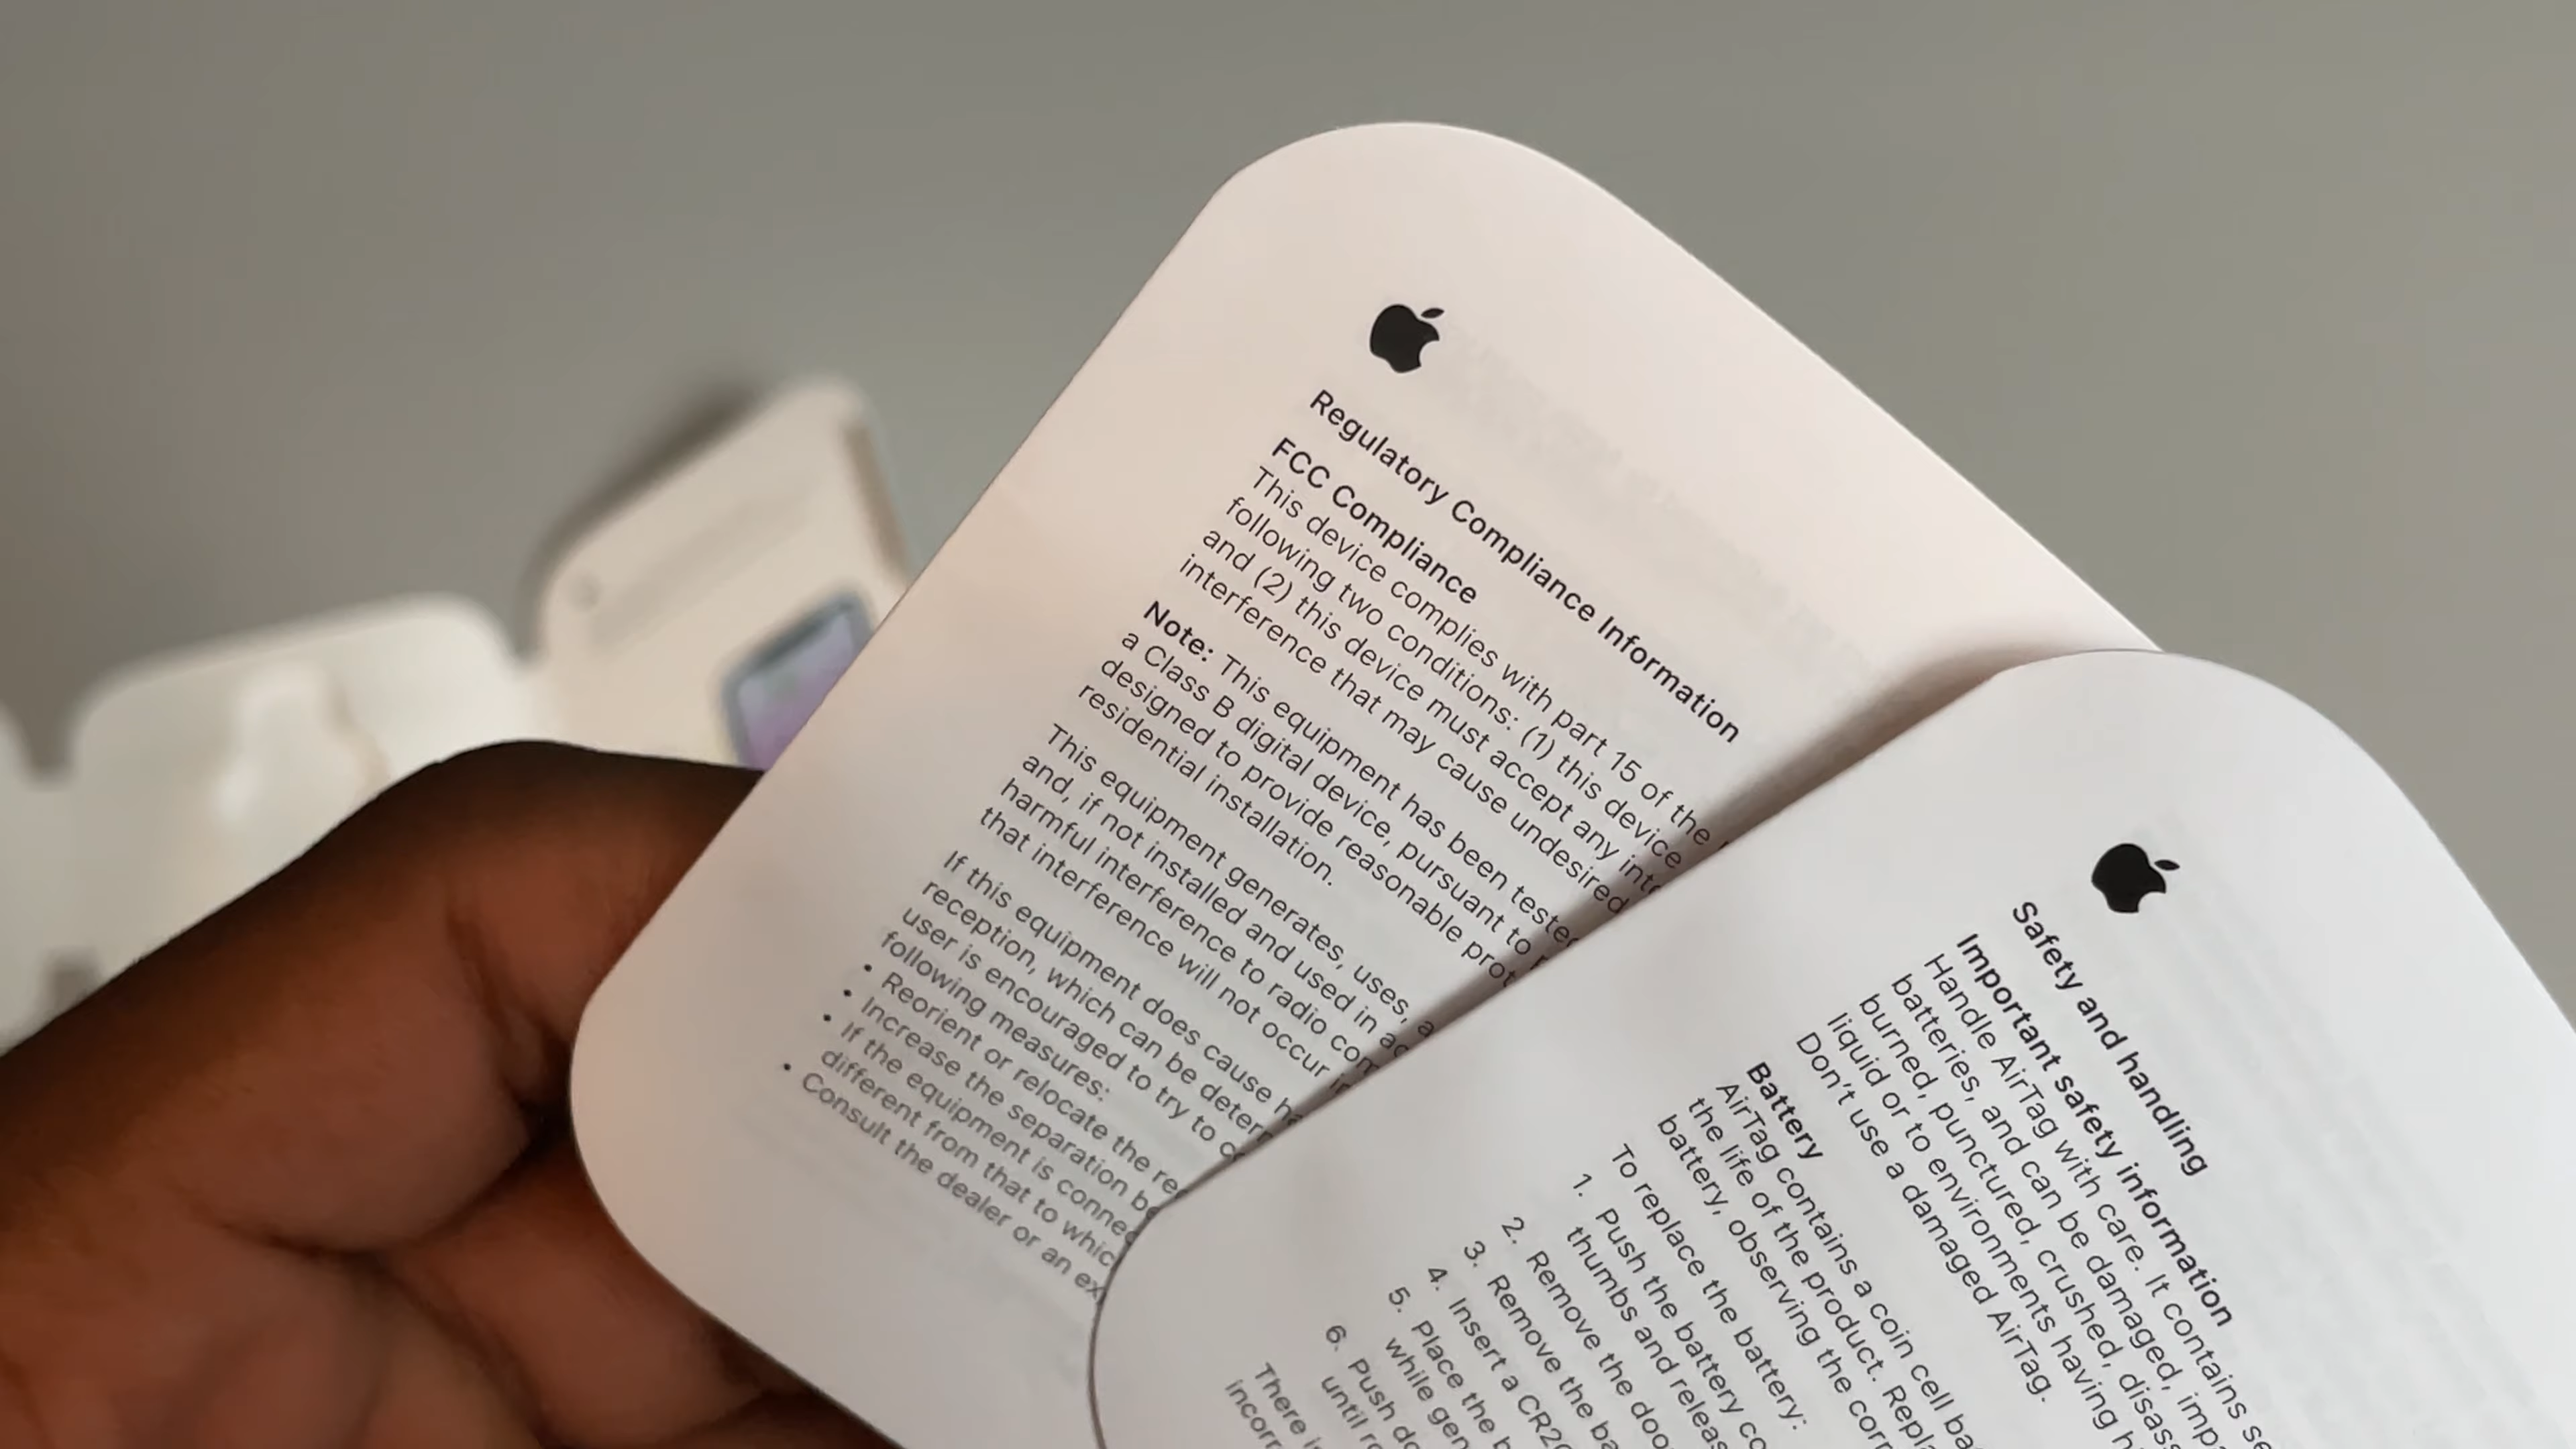 Regulatory Compliance Information
FCC Compliance
This device complies with part 15 of the
following two conditions: (1) this device
and (2) this device must accept any
interference that may cause undesired
Note: This equipment has been
a Class B digital device, pursuant to
designed to provide reasonable
residential installation.
This equipment generates, uses,
and, if not installed and used in
harmful interference to radio
that interference will not occur
If this equipment does cause
reception, which can be
user is encouraged to try to
following measures:
• Reorient or relocate the
• Increase the separation
• If the equipment is
different from that to
• Consult the dealer or an
Safety and handling
Important safety information
Handle AirTag with care. It contains
batteries, and can be damaged,
burned, punctured, crushed,
liquid or to environments having
Don't use a damaged AirTag.
Battery
AirTag contains a coin cell
the life of the product.
battery, observing the
To replace the battery:
1. Push the battery
thumbs and
2. Remove the
3. Remove the
4. Insert a
5. Place the
while
6. Push
until
There